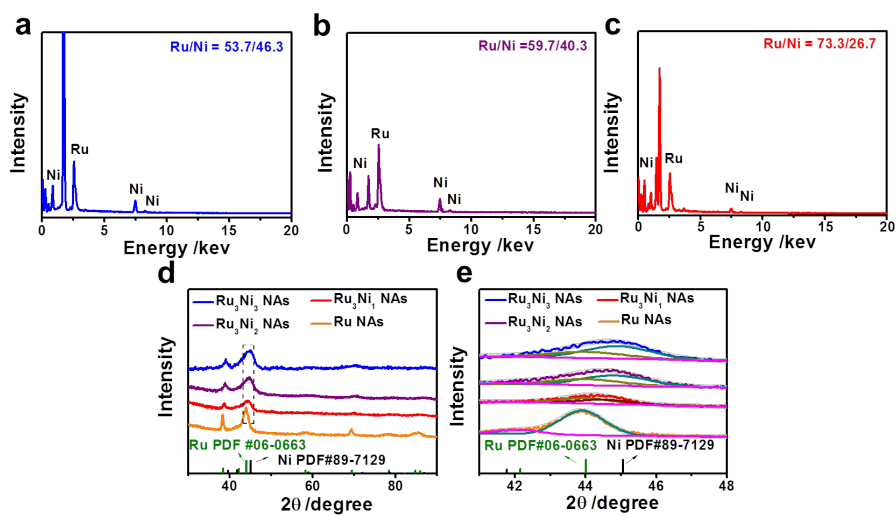 a
Ru/Ni = 53.7/46.3
Intensity
Ni
Ru
Ni
Ni
0 5 10 15 20
Energy /kev
b
Ru/Ni =59.7/40.3
Intensity
Ni
Ru
Ni
Ni
0 5 10 15 20
Energy /kev
c
Ru/Ni = 73.3/26.7
Intensity
Ni
Ru
Ni
Ni
0 5 10 15 20
Energy /kev
d
Ru₃Ni₃ NAs Ru₃Ni₁ NAs
Ru₃Ni₂ NAs Ru NAs
Intensity
Ru PDF #06-0663
Ni PDF#89-7129
40 60 80
2θ /degree
e
Ru₃Ni₃ NAs Ru₃Ni₁ NAs
Ru₃Ni₂ NAs Ru NAs
Intensity
Ru PDF#06-0663
Ni PDF#89-7129
42 44 46 48
2θ /degree